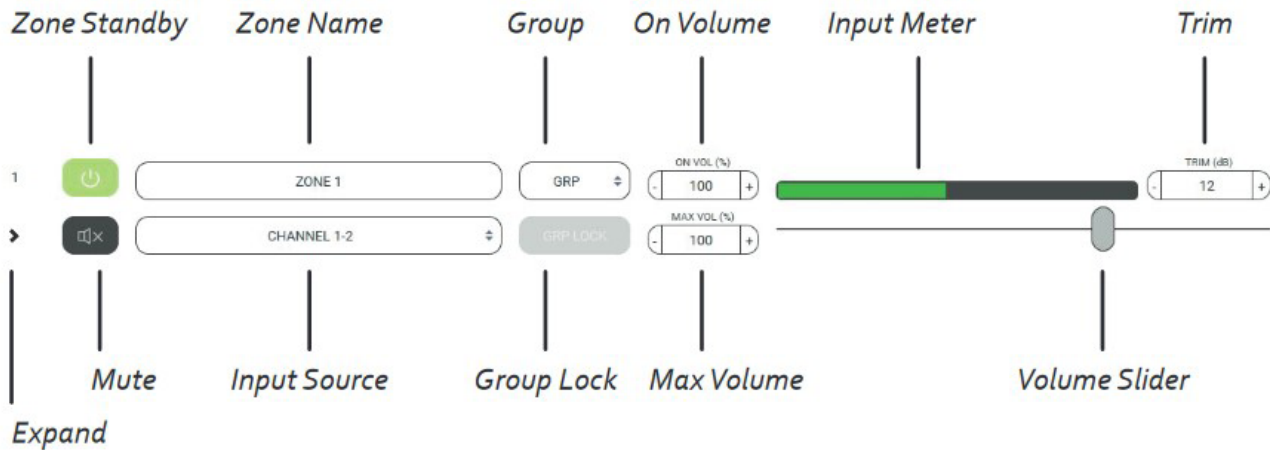 Zone Standby Zone Name Group On Volume Input Meter Trim
ON VOL (%) TRIM (dB)
1 ZONE 1 GRP - 100 + - 12 +
MAX VOL (%)
CHANNEL 1-2 GRP LOCK - 100 +
Mute Input Source Group Lock Max Volume Volume Slider
Expand